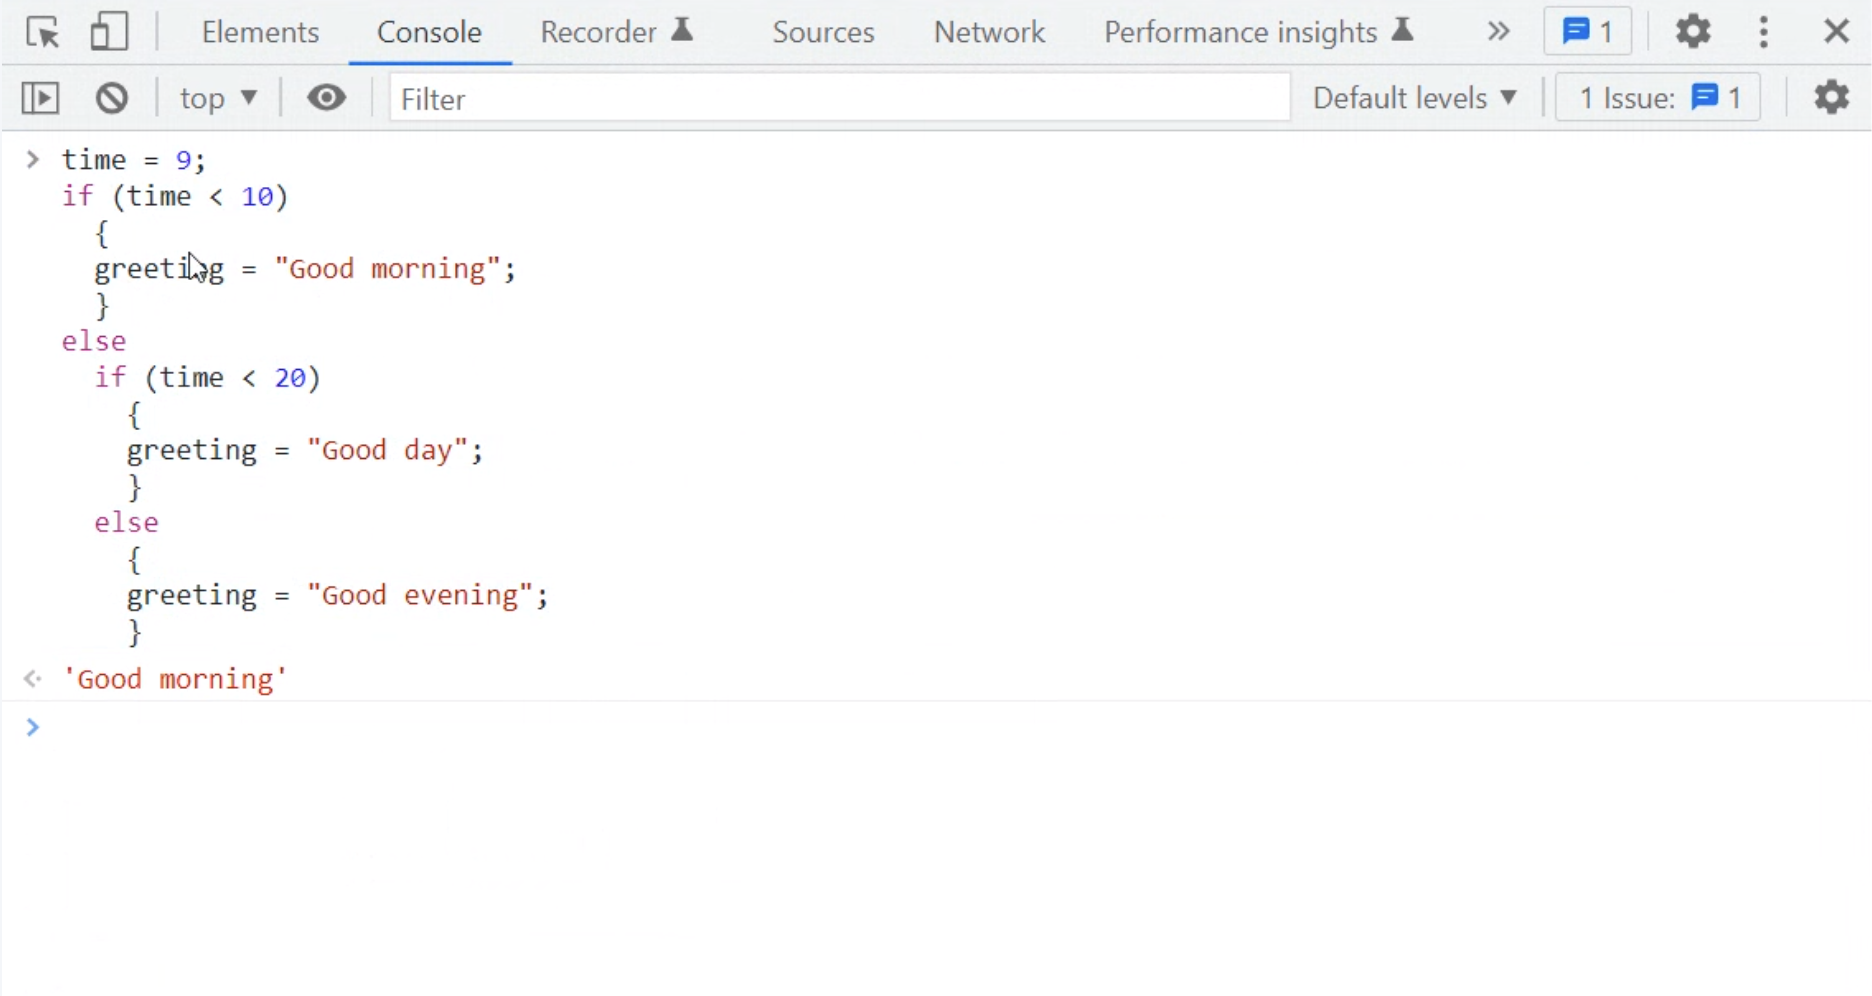 Elements Console Recorder Sources Network Performance insights » 1
top ▼ Filter Default levels ▼ 1 Issue: 1
> time = 9;
if (time < 10)
  {
  greeting = "Good morning";
  }
else
  if (time < 20)
    {
    greeting = "Good day";
    }
  else
    {
    greeting = "Good evening";
    }
'Good morning'
>